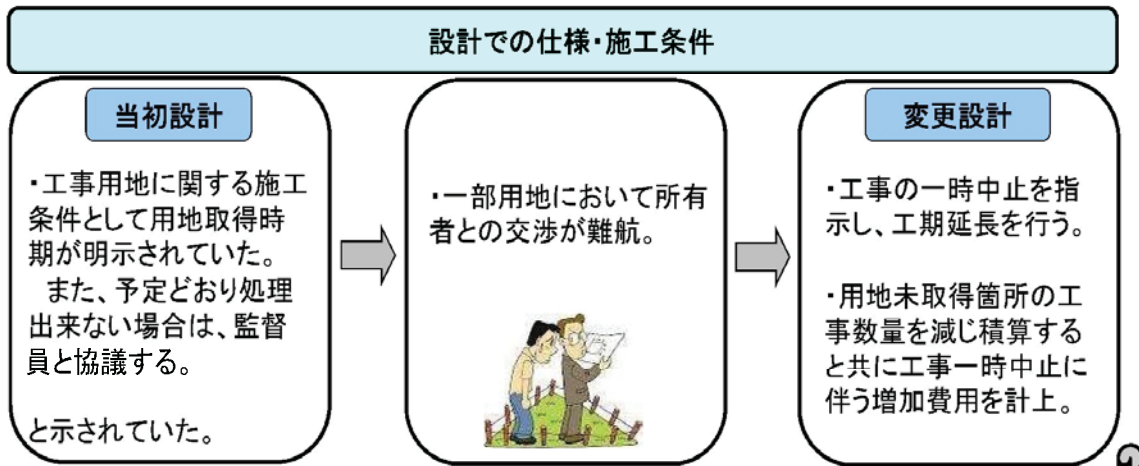 設計での仕様・施工条件
当初設計
・工事用地に関する施工
条件として用地取得時
期が明示されていた。
また、予定どおり処理
出来ない場合は、監督
員と協議する。
と示されていた。
・一部用地において所有
者との交渉が難航。
変更設計
・工事の一時中止を指
示し、工期延長を行う。
・用地未取得箇所の工
事数量を減じ積算する
と共に工事一時中止に
伴う増加費用を計上。